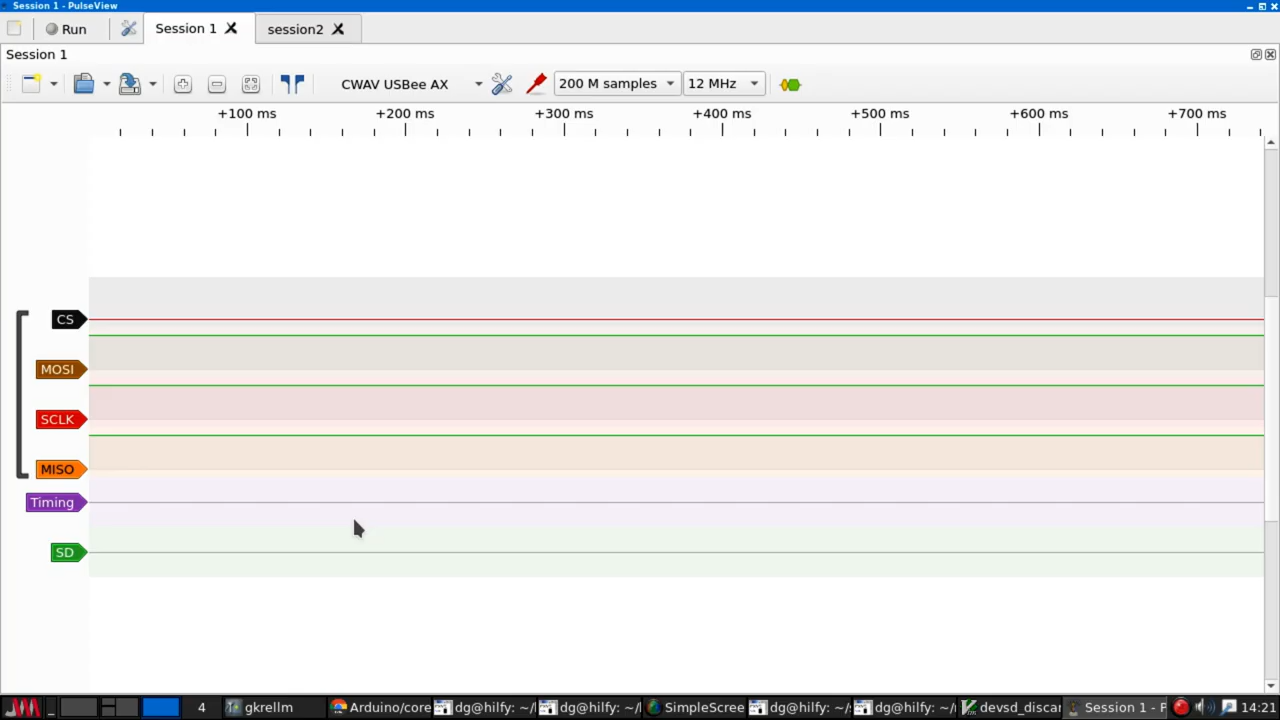 Session 1 - PulseView
Run
Session 1
session2
Session 1
CWAV USBee AX
200 M samples
12 MHz
+100 ms +200 ms +300 ms +400 ms +500 ms +600 ms +700 ms
CS
MOSI
SCLK
MISO
Timing
SD
4 gkrellm Arduino/core dg@hilfy: ~/ dg@hilfy: ~/ SimpleScree dg@hilfy: ~/ dg@hilfy: ~/ devsd_discar Session 1 - P 14:21